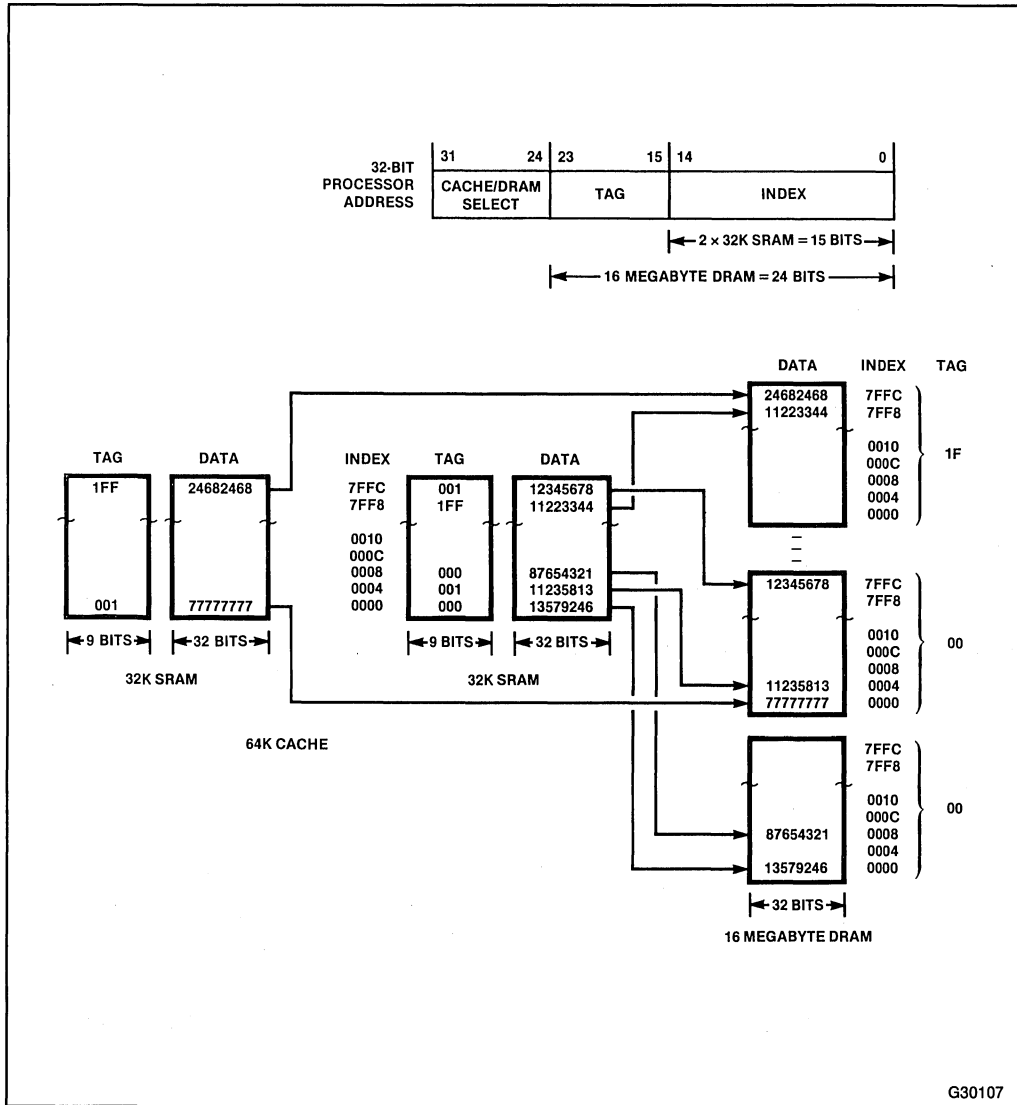 32-BIT
PROCESSOR
ADDRESS
31 24 23 15 14 0
CACHE/DRAM
SELECT
TAG
INDEX
2 × 32K SRAM = 15 BITS
16 MEGABYTE DRAM = 24 BITS
TAG DATA
1FF 24682468
001 77777777
9 BITS 32 BITS
32K SRAM
INDEX TAG DATA
7FFC 001 12345678
7FF8 1FF 11223344
0010
000C
0008 000 87654321
0004 001 11235813
0000 000 13579246
9 BITS 32 BITS
32K SRAM
64K CACHE
DATA INDEX TAG
24682468 7FFC
11223344 7FF8
0010
000C
0008
0004
0000
1F
12345678 7FFC
7FF8
0010
000C
0008
11235813 0004
77777777 0000
00
7FFC
7FF8
0010
000C
87654321 0008
0004
13579246 0000
00
32 BITS
16 MEGABYTE DRAM
G30107